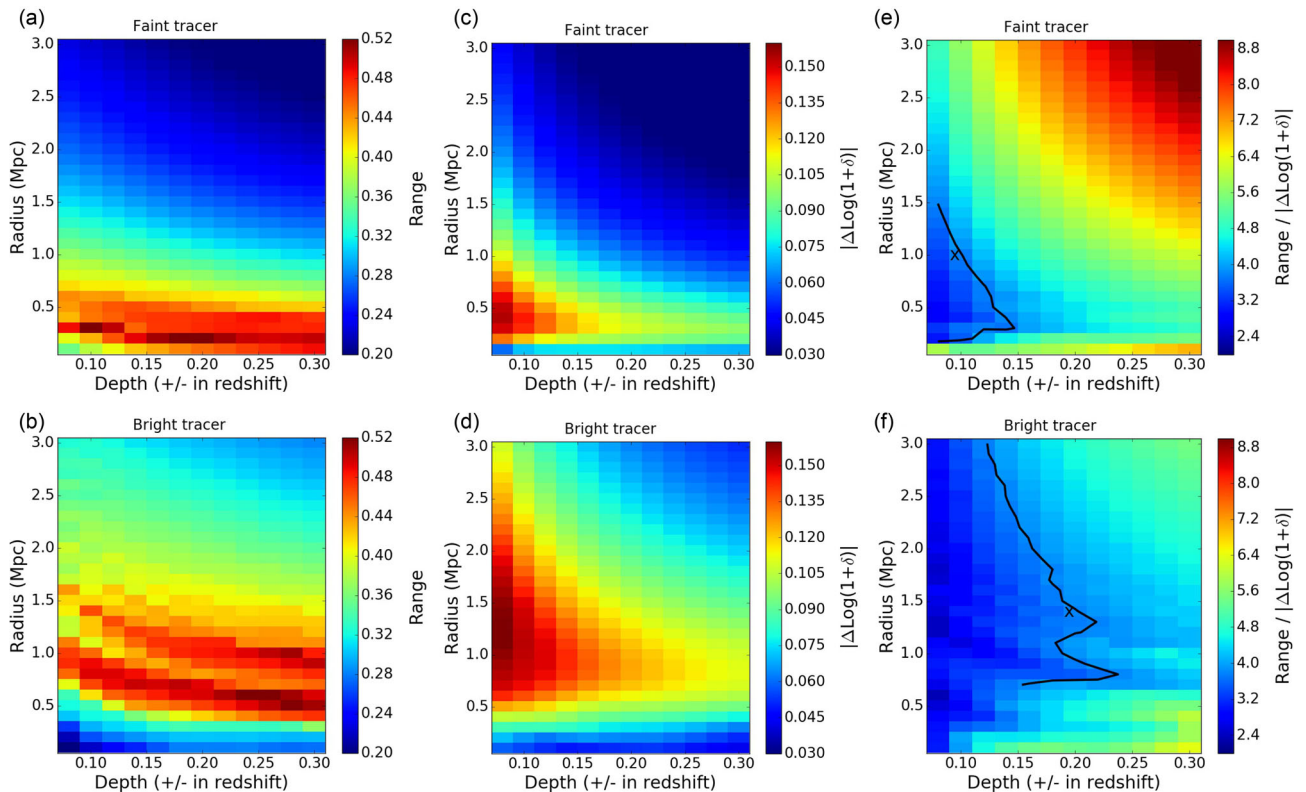 (a)
Faint tracer
3.0
2.5
2.0
1.5
1.0
0.5
Radius (Mpc)
0.10 0.15 0.20 0.25 0.30
Depth (+/- in redshift)
0.52
0.48
0.44
0.40
0.36
0.32
0.28
0.24
0.20
Range
(c)
Faint tracer
3.0
2.5
2.0
1.5
1.0
0.5
Radius (Mpc)
0.10 0.15 0.20 0.25 0.30
Depth (+/- in redshift)
0.150
0.135
0.120
0.105
0.090
0.075
0.060
0.045
0.030
|ΔLog(1+δ)|
(e)
Faint tracer
3.0
2.5
2.0
1.5
1.0
0.5
Radius (Mpc)
X
0.10 0.15 0.20 0.25 0.30
Depth (+/- in redshift)
8.8
8.0
7.2
6.4
5.6
4.8
4.0
3.2
2.4
Range / |ΔLog(1+δ)|
(b)
Bright tracer
3.0
2.5
2.0
1.5
1.0
0.5
Radius (Mpc)
0.10 0.15 0.20 0.25 0.30
Depth (+/- in redshift)
0.52
0.48
0.44
0.40
0.36
0.32
0.28
0.24
0.20
Range
(d)
Bright tracer
3.0
2.5
2.0
1.5
1.0
0.5
Radius (Mpc)
0.10 0.15 0.20 0.25 0.30
Depth (+/- in redshift)
0.150
0.135
0.120
0.105
0.090
0.075
0.060
0.045
0.030
|ΔLog(1+δ)|
(f)
Bright tracer
3.0
2.5
2.0
1.5
1.0
0.5
Radius (Mpc)
X
0.10 0.15 0.20 0.25 0.30
Depth (+/- in redshift)
8.8
8.0
7.2
6.4
5.6
4.8
4.0
3.2
2.4
Range / |ΔLog(1+δ)|